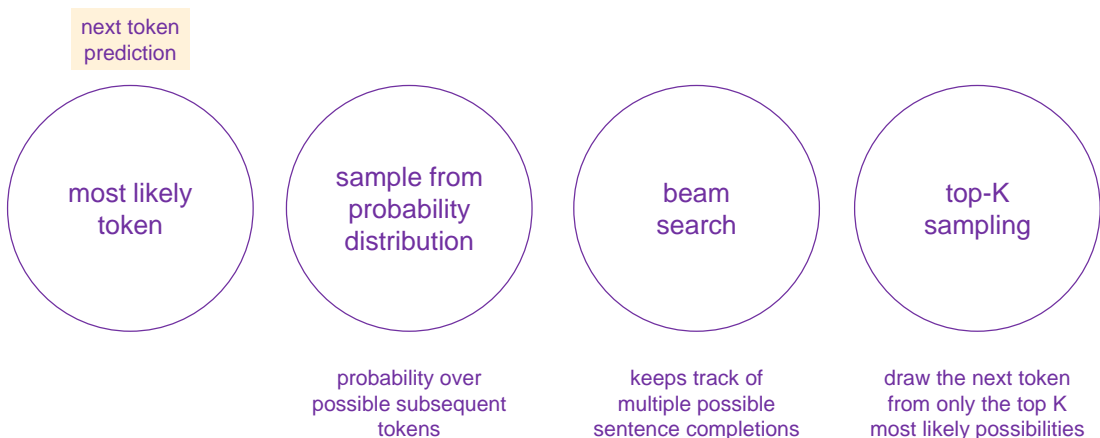 next token
prediction
most likely
token
sample from
probability
distribution
beam
search
top-K
sampling
probability over
possible subsequent
tokens
keeps track of
multiple possible
sentence completions
draw the next token
from only the top K
most likely possibilities